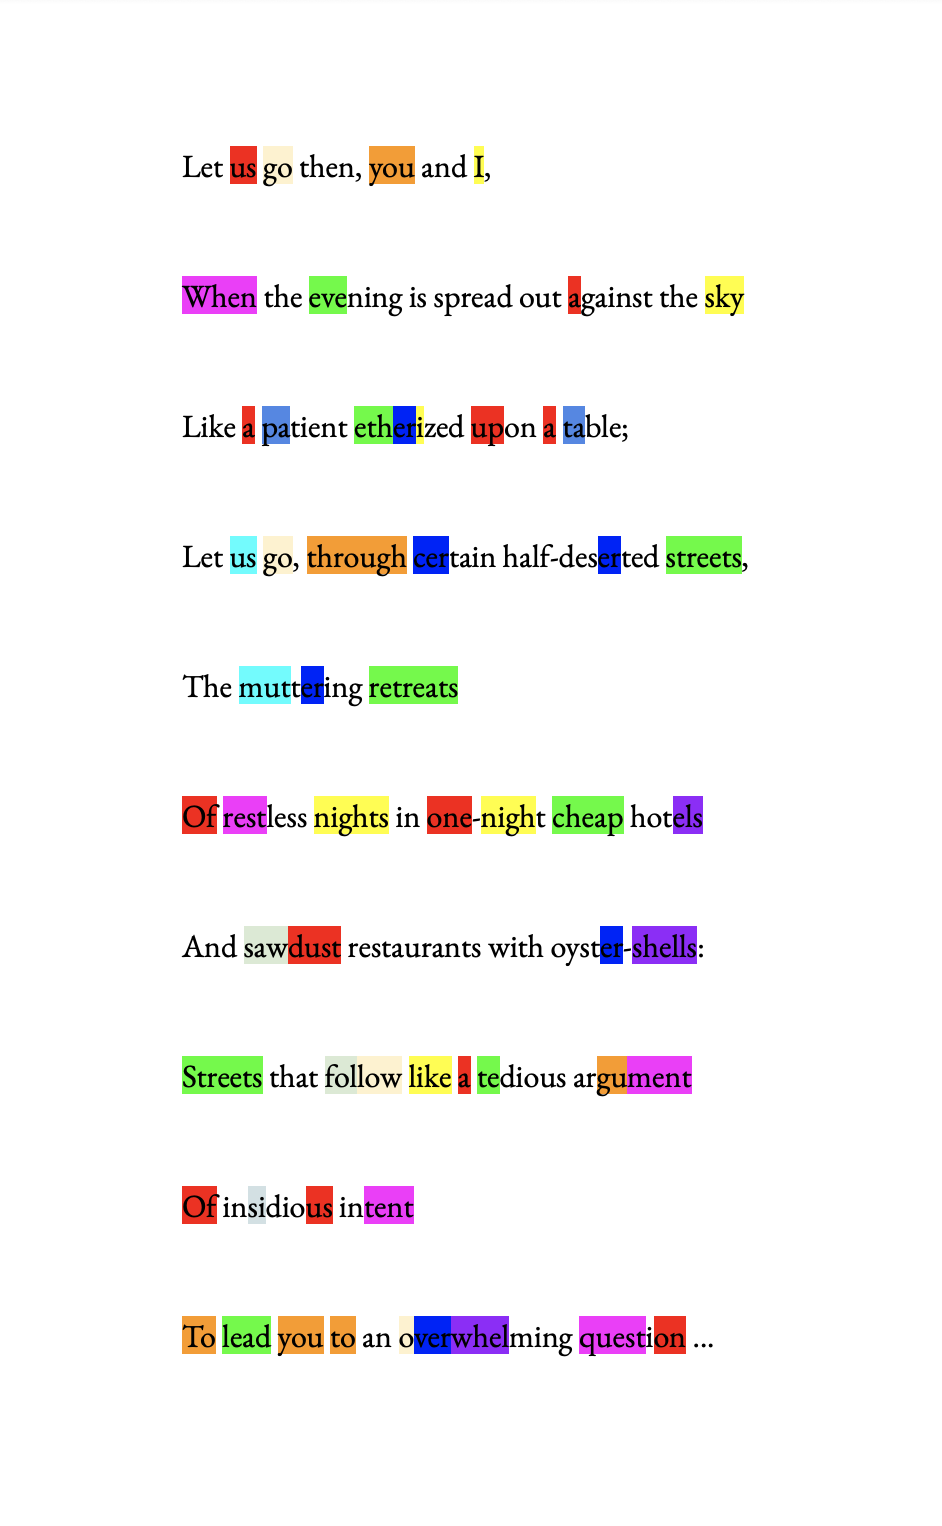 Let us go then, you and I,
When the evening is spread out against the sky
Like a patient etherized upon a table;
Let us go, through certain half-deserted streets,
The muttering retreats
Of restless nights in one-night cheap hotels
And sawdust restaurants with oyster-shells:
Streets that follow like a tedious argument
Of insidious intent
To lead you to an overwhelming question ...